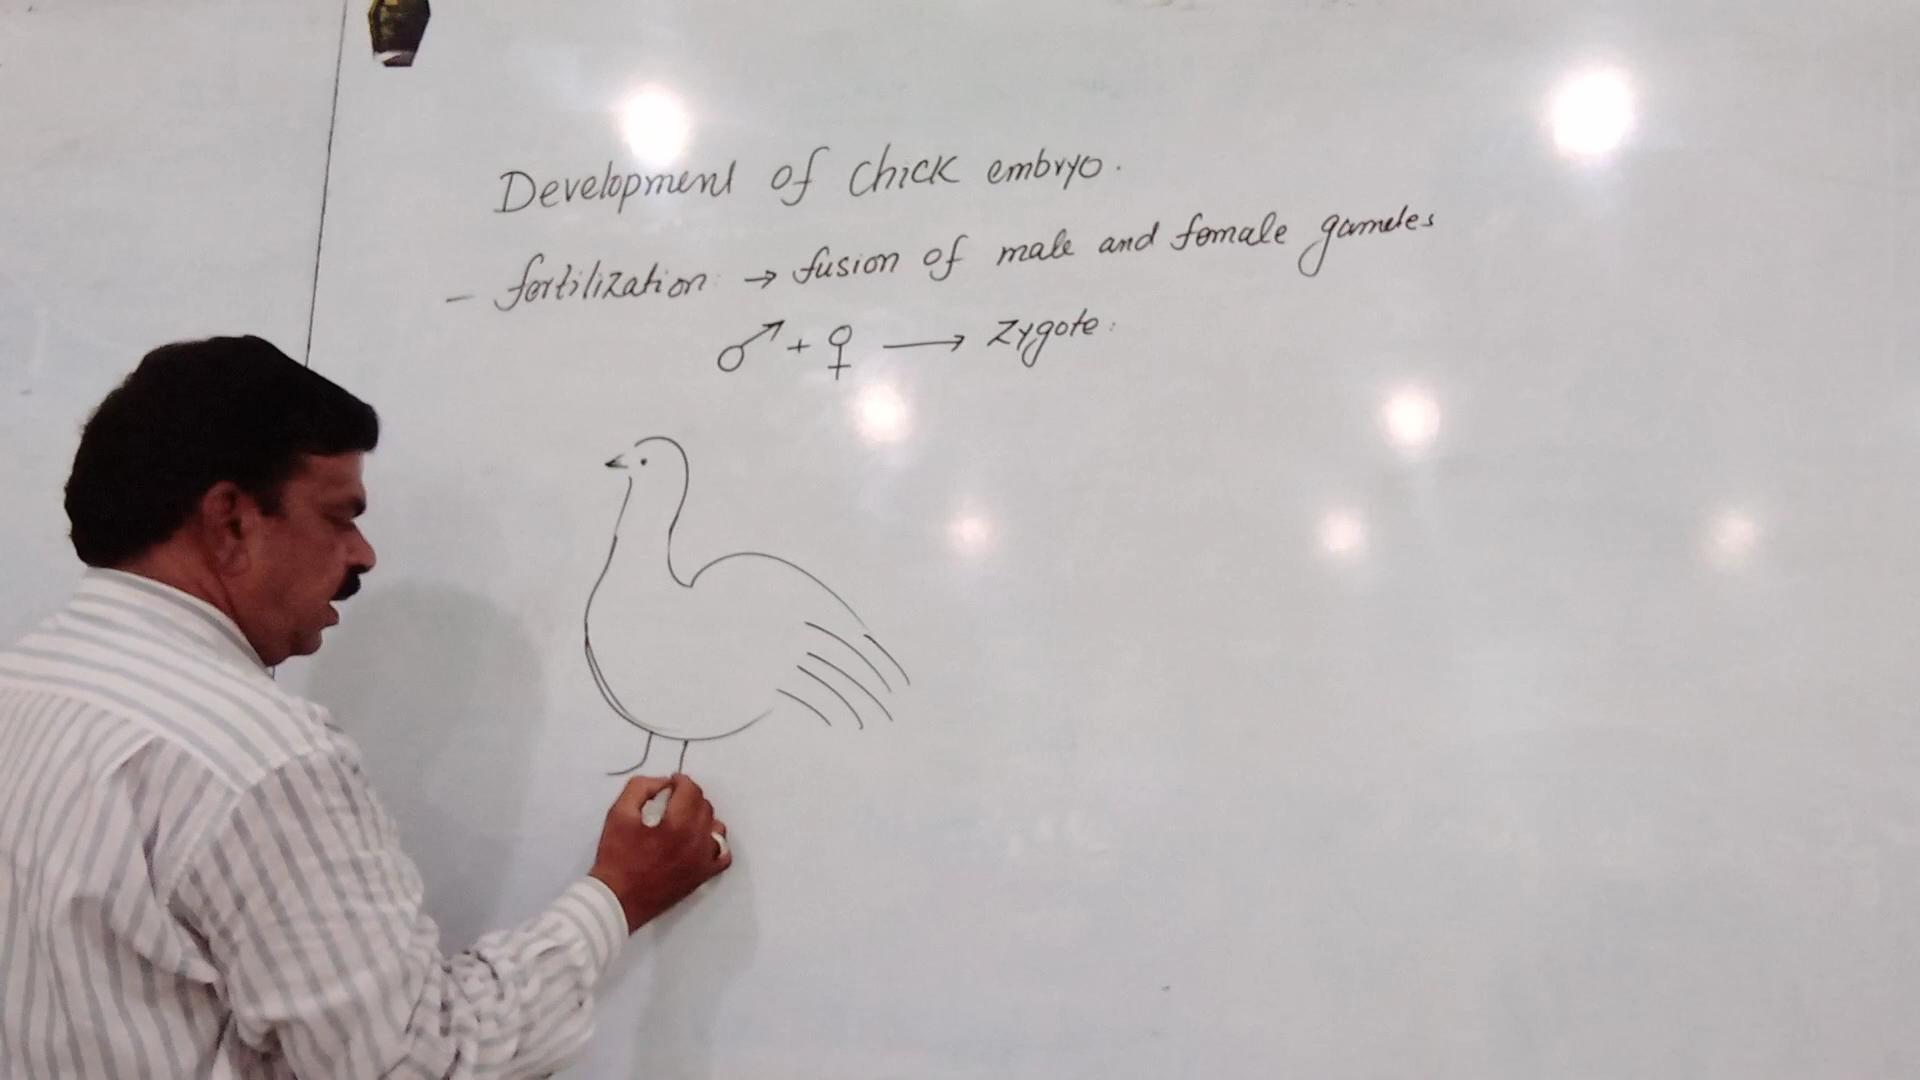 Development of chick embryo.
- fertilization → fusion of male and female gametes
♂ + ♀ → Zygote.